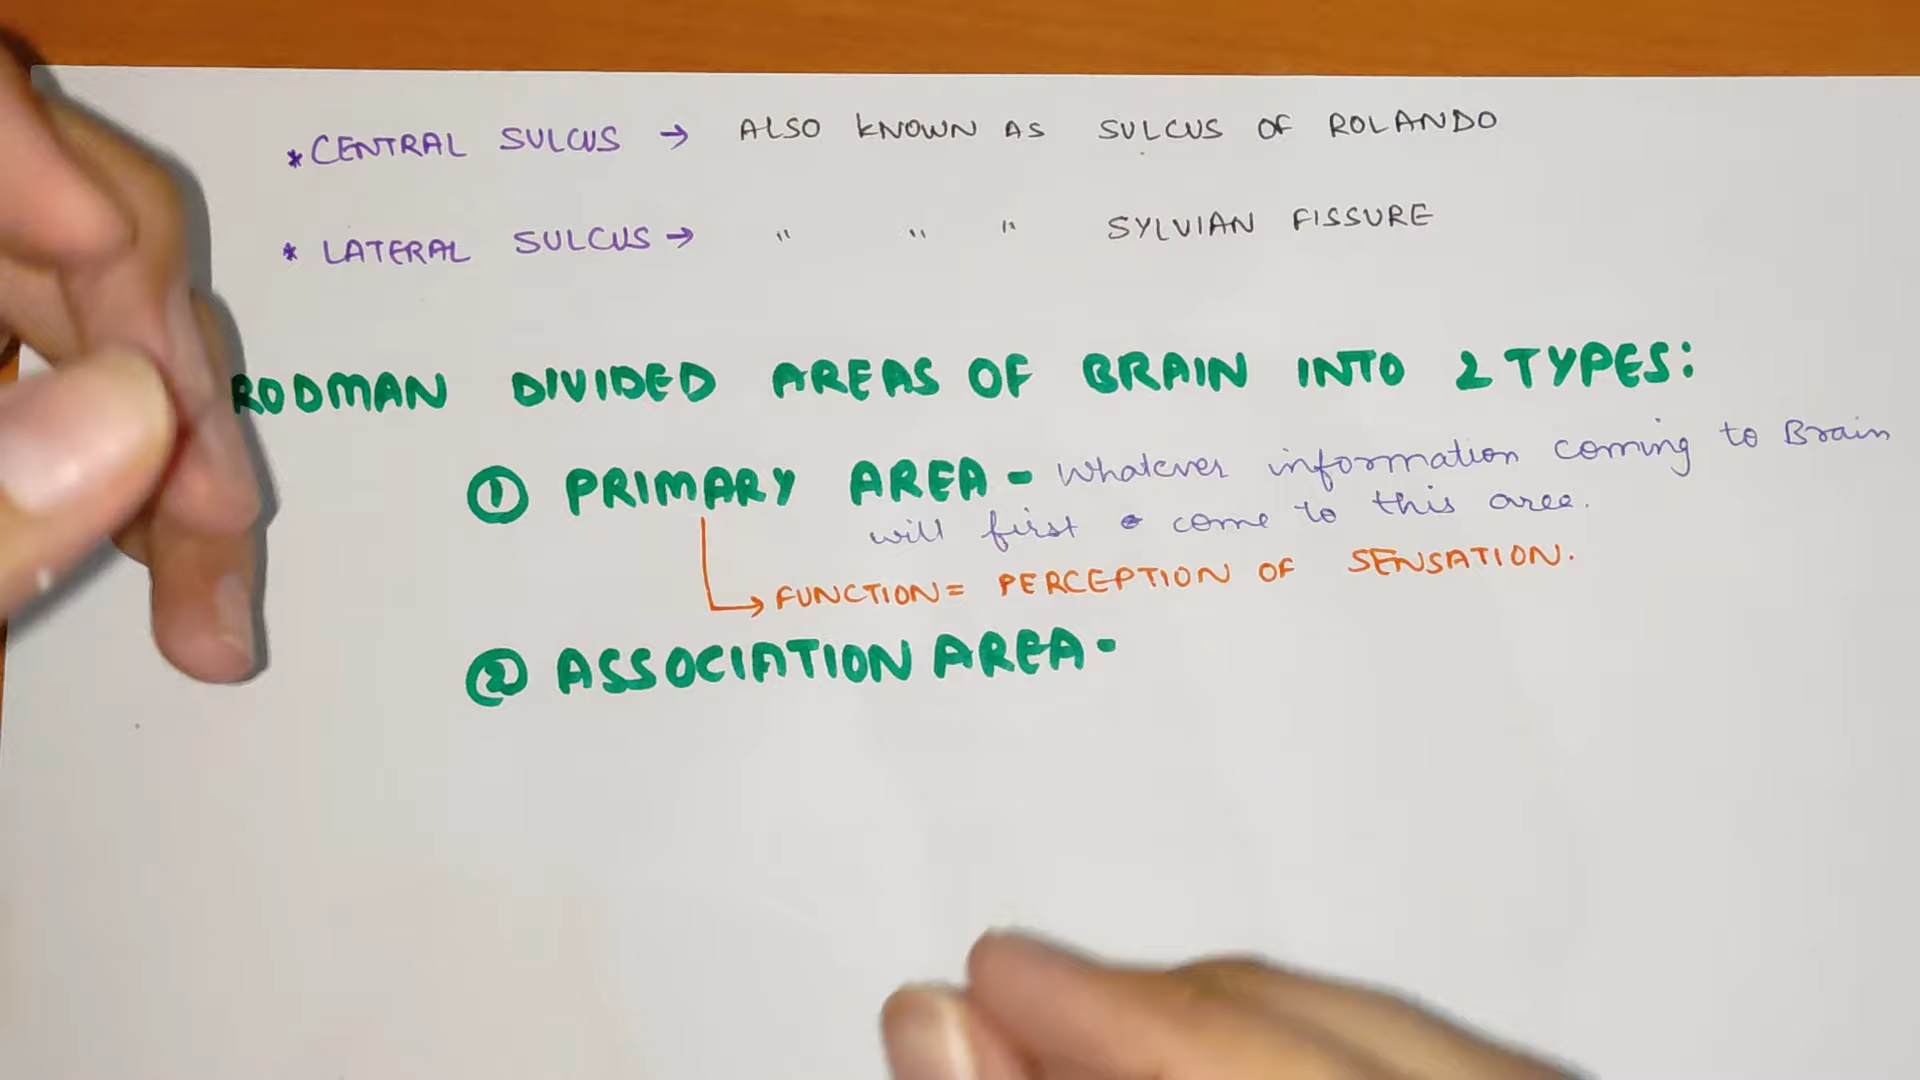 * CENTRAL SULCUS → ALSO KNOWN AS SULCUS OF ROLANDO
* LATERAL SULCUS → " " " SYLVIAN FISSURE
RODMAN DIVIDED AREAS OF BRAIN INTO 2 TYPES:
① PRIMARY AREA - Whatever information coming to Brain
will first come to this area.
→ FUNCTION = PERCEPTION OF SENSATION.
② ASSOCIATION AREA -